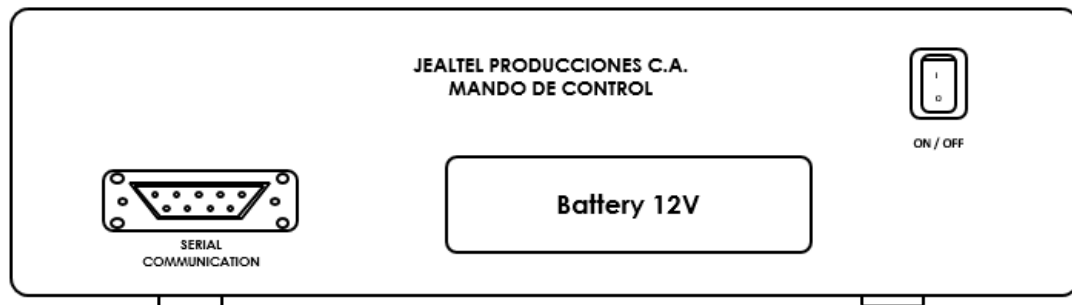 JEALTEL PRODUCCIONES C.A.
MANDO DE CONTROL
I
O
ON / OFF
Battery 12V
SERIAL
COMMUNICATION